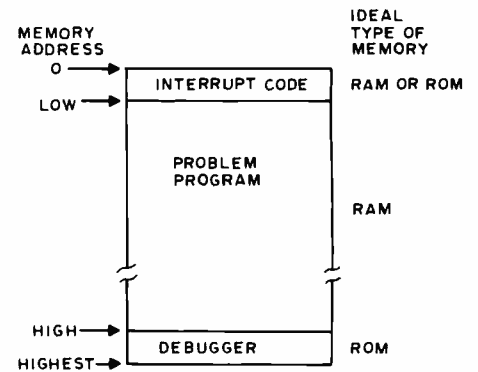 MEMORY
ADDRESS
IDEAL
TYPE OF
MEMORY
0
INTERRUPT CODE
RAM OR ROM
LOW
PROBLEM
PROGRAM
RAM
HIGH
DEBUGGER
ROM
HIGHEST